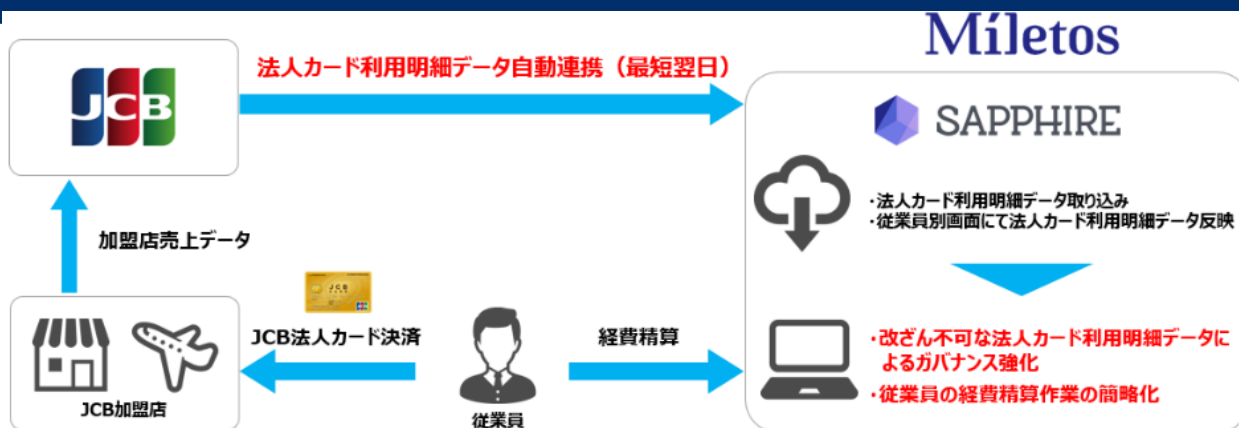 Míletos
JCB
法人カード利用明細データ自動連携（最短翌日）
SAPPHIRE
・法人カード利用明細データ取り込み
・従業員別画面にて法人カード利用明細データ反映
加盟店売上データ
JCB
JCB法人カード決済
経費精算
・改ざん不可な法人カード利用明細データに
よるガバナンス強化
・従業員の経費精算作業の簡略化
JCB加盟店
従業員